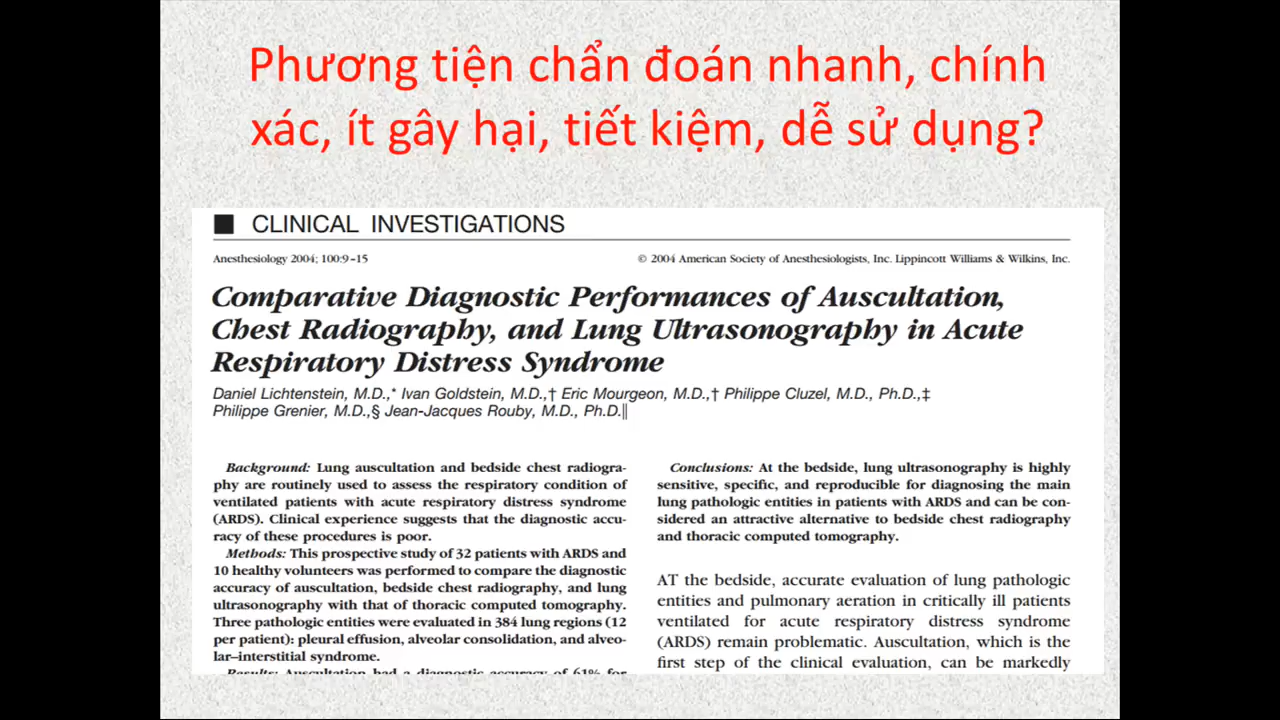 Phương tiện chẩn đoán nhanh, chính
xác, ít gây hại, tiết kiệm, dễ sử dụng?
■ CLINICAL INVESTIGATIONS
Anesthesiology 2004; 100:9–15
© 2004 American Society of Anesthesiologists, Inc. Lippincott Williams & Wilkins, Inc.
Comparative Diagnostic Performances of Auscultation,
Chest Radiography, and Lung Ultrasonography in Acute
Respiratory Distress Syndrome
Daniel Lichtenstein, M.D.,* Ivan Goldstein, M.D.,† Eric Mourgeon, M.D.,† Philippe Cluzel, M.D., Ph.D.,‡
Philippe Grenier, M.D.,§ Jean-Jacques Rouby, M.D., Ph.D.‖
Background: Lung auscultation and bedside chest radiogra-
phy are routinely used to assess the respiratory condition of
ventilated patients with acute respiratory distress syndrome
(ARDS). Clinical experience suggests that the diagnostic accu-
racy of these procedures is poor.
Methods: This prospective study of 32 patients with ARDS and
10 healthy volunteers was performed to compare the diagnostic
accuracy of auscultation, bedside chest radiography, and lung
ultrasonography with that of thoracic computed tomography.
Three pathologic entities were evaluated in 384 lung regions (12
per patient): pleural effusion, alveolar consolidation, and alveo-
lar–interstitial syndrome.
Results: Auscultation had a diagnostic accuracy of 61% for
Conclusions: At the bedside, lung ultrasonography is highly
sensitive, specific, and reproducible for diagnosing the main
lung pathologic entities in patients with ARDS and can be con-
sidered an attractive alternative to bedside chest radiography
and thoracic computed tomography.
AT the bedside, accurate evaluation of lung pathologic
entities and pulmonary aeration in critically ill patients
ventilated for acute respiratory distress syndrome
(ARDS) remain problematic. Auscultation, which is the
first step of the clinical evaluation, can be markedly